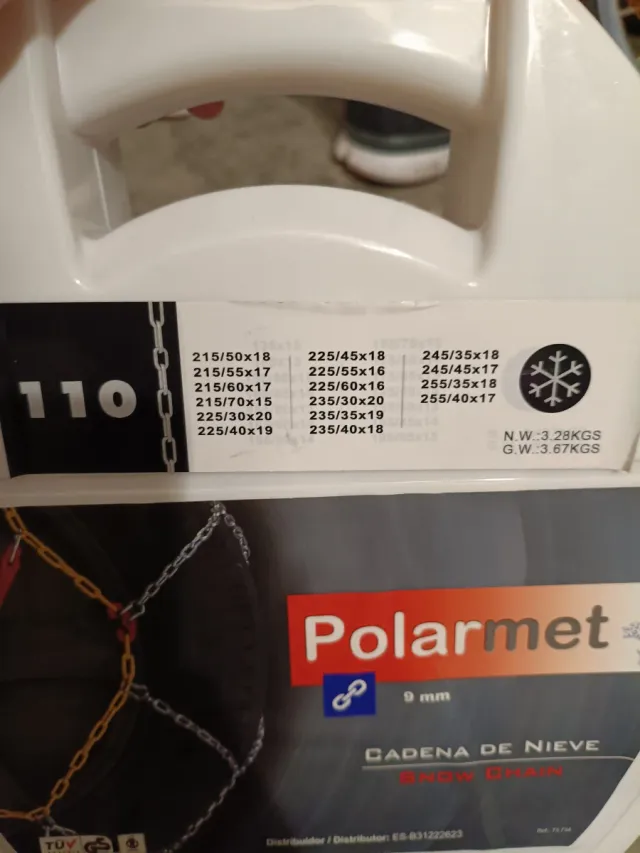 110
215/50x18
215/55x17
215/60x17
215/70x15
225/30x20
225/40x19
225/45x18
225/55x16
225/60x16
235/30x20
235/35x19
235/40x18
245/35x18
245/45x17
255/35x18
255/40x17
N.W.:3.28KGS
G.W.:3.67KGS
Polarmet
9 mm
CADENA DE NIEVE
SNOW CHAIN
TÜV GS
Distribuidor / Distributor: ES-B31222623